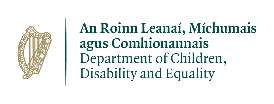 An Roinn Leanaí, Míchumais
agus Comhionannais
Department of Children,
Disability and Equality